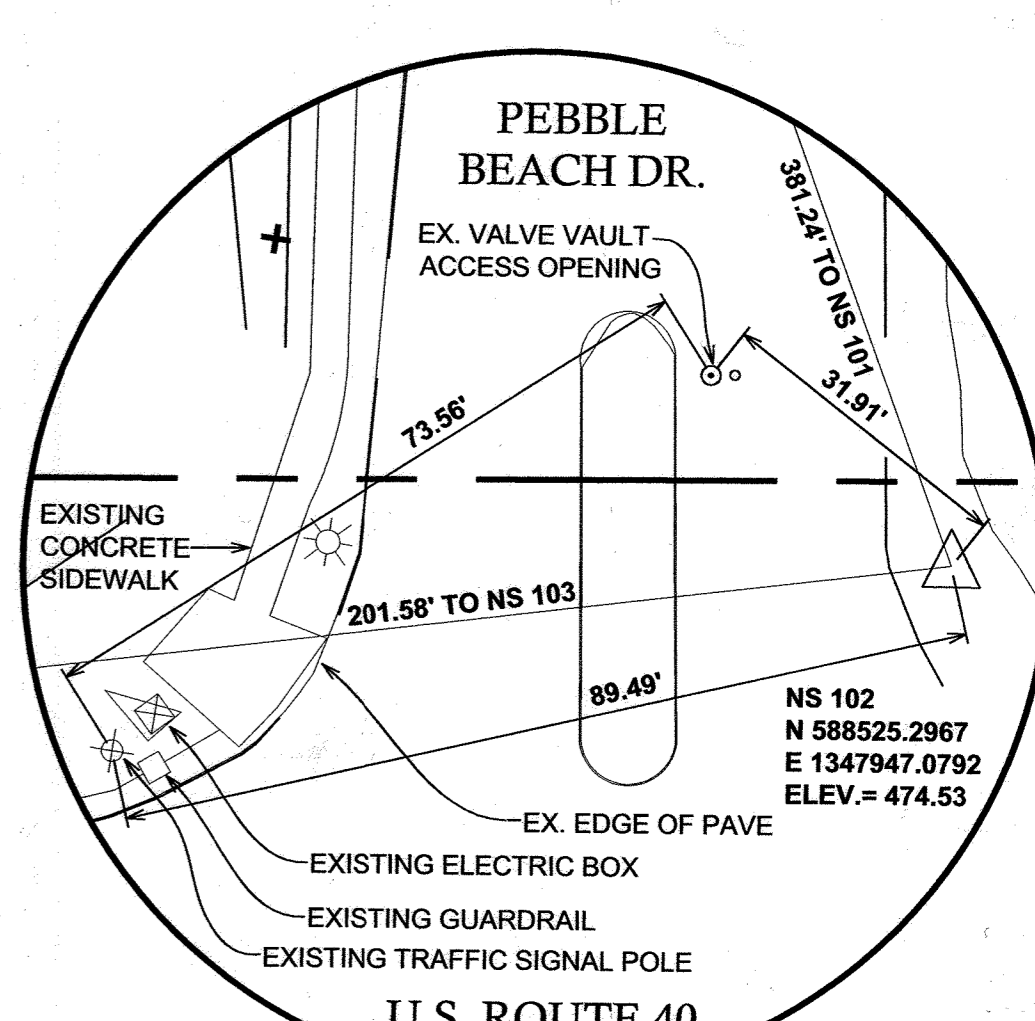 PEBBLE
BEACH DR.
EX. VALVE VAULT
ACCESS OPENING
381.24' TO NS 101
31.91'
73.56'
EXISTING
CONCRETE
SIDEWALK
201.58' TO NS 103
89.49'
NS 102
N 588525.2967
E 1347947.0792
ELEV.= 474.53
EX. EDGE OF PAVE
EXISTING ELECTRIC BOX
EXISTING GUARDRAIL
EXISTING TRAFFIC SIGNAL POLE
U.S. ROUTE 40